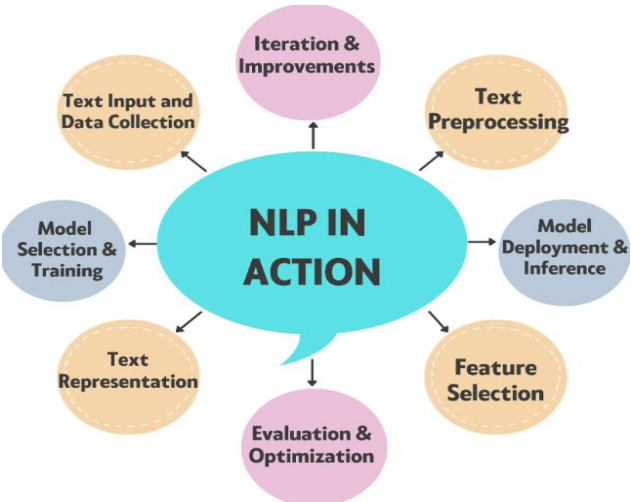 Iteration &
Improvements
Text Input and
Data Collection
Text
Preprocessing
NLP IN
ACTION
Model
Selection &
Training
Model
Deployment &
Inference
Text
Representation
Feature
Selection
Evaluation &
Optimization